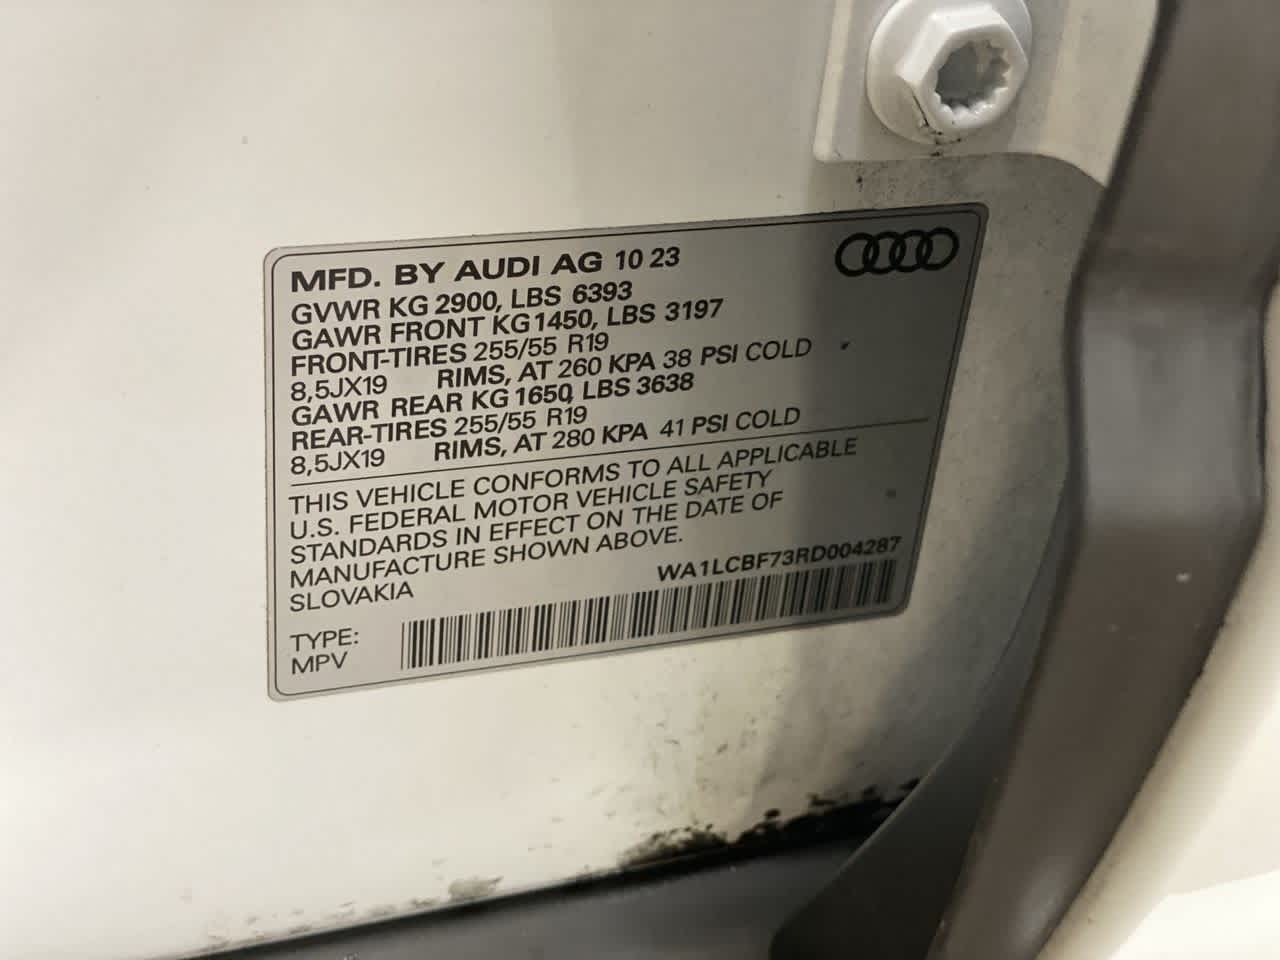 MFD. BY AUDI AG 10 23
GVWR KG 2900, LBS 6393
GAWR FRONT KG 1450, LBS 3197
FRONT-TIRES 255/55 R19
8,5JX19 RIMS, AT 260 KPA 38 PSI COLD
GAWR REAR KG 1650, LBS 3638
REAR-TIRES 255/55 R19
8,5JX19 RIMS, AT 280 KPA 41 PSI COLD
THIS VEHICLE CONFORMS TO ALL APPLICABLE
U.S. FEDERAL MOTOR VEHICLE SAFETY
STANDARDS IN EFFECT ON THE DATE OF
MANUFACTURE SHOWN ABOVE.
SLOVAKIA
WA1LCBF73RD004287
TYPE:
MPV